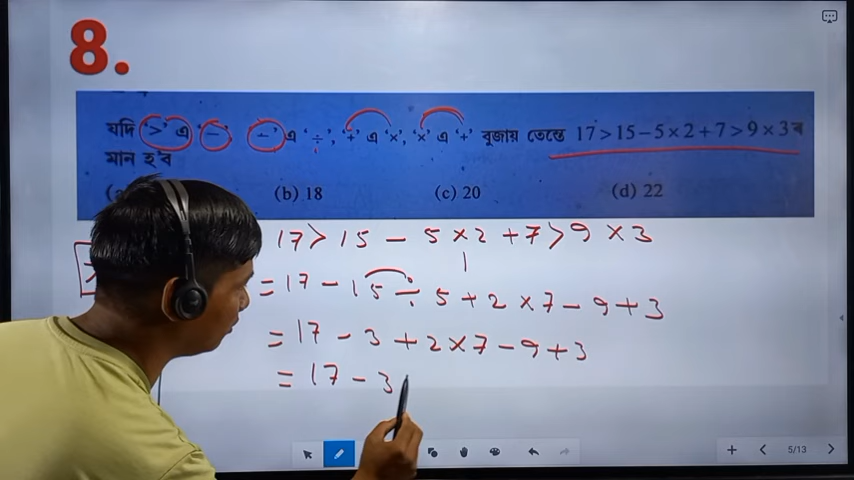 8.
যদি '>' এ '−' '−' এ '÷', '+' এ '×', '×' এ '+' বুজায় তেন্তে 17 > 15 − 5 × 2 + 7 > 9 × 3 ৰ
মান হ'ব
(b) 18 (c) 20 (d) 22
17 > 15 − 5 × 2 + 7 > 9 × 3
= 17 − 15 ÷ 5 + 2 × 7 − 9 + 3
= 17 − 3 + 2 × 7 − 9 + 3
= 17 − 3
5/13